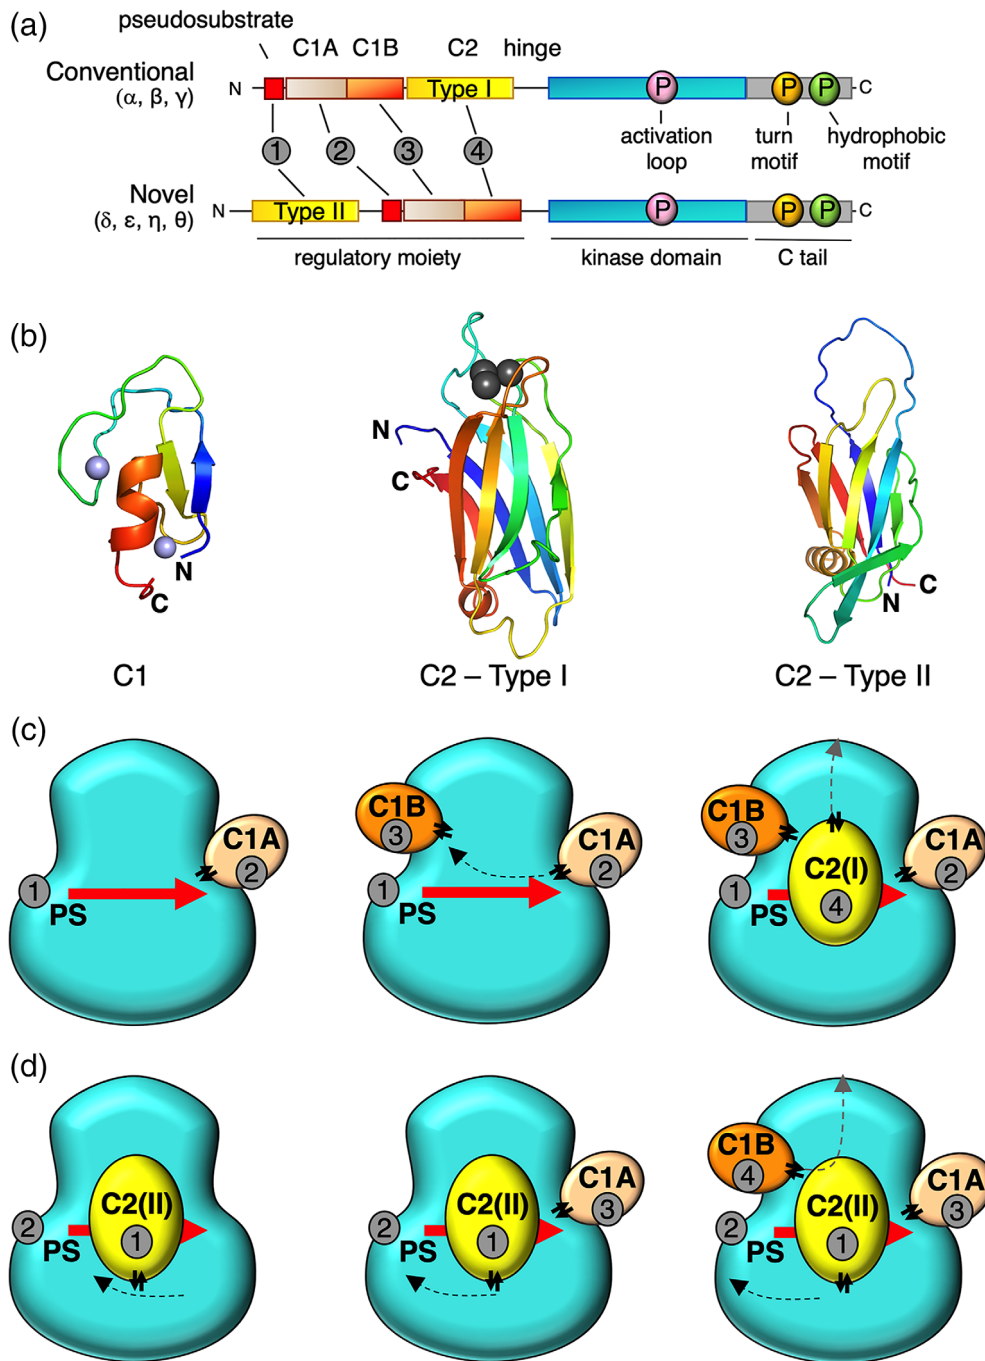 (a)
pseudosubstrate
C1A C1B C2 hinge
Conventional
(α, β, γ)
N Type I P P P C
activation
loop
turn
motif
hydrophobic
motif
1 2 3 4
Novel
(δ, ε, η, θ)
N Type II P P P C
regulatory moiety kinase domain C tail
(b)
N
C
N
C
N
C
C1 C2 – Type I C2 – Type II
(c)
C1A
2
1
PS
C1B
3
C1A
2
1
PS
C1B
3
C2(I)
4
C1A
2
1
PS
(d)
C2(II)
1
2
PS
C2(II)
1
C1A
3
2
PS
C1B
4
C2(II)
1
C1A
3
2
PS